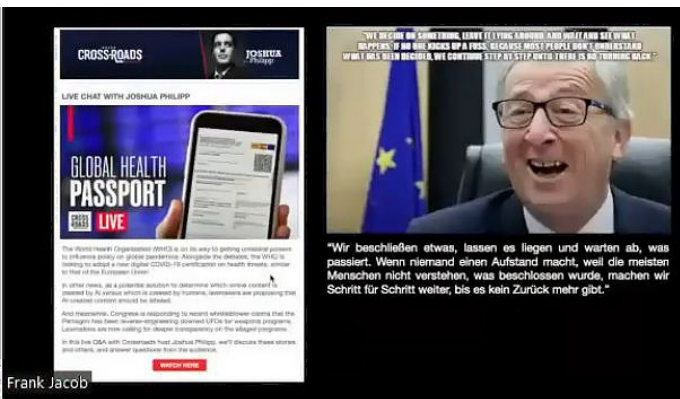 CROSSROADS
JOSHUA
Philipp
LIVE CHAT WITH JOSHUA PHILIPP
GLOBAL HEALTH
PASSPORT
CROSS
ROADS
LIVE
The World Health Organization (WHO) is on its way to getting unilateral powers
to influence policy on global pandemics. Alongside the debates, the WHO is
looking to adopt a new digital COVID-19 certification on health threats, similar
to that of the European Union.
In other news, as a potential solution to determine which online content is
created by AI versus which is created by humans, lawmakers are proposing that
AI-created content should be labeled.
And meanwhile, Congress is responding to recent whistleblower claims that the
Pentagon has been reverse-engineering downed UFOs for weapons programs.
Lawmakers are now calling for deeper transparency on the alleged programs.
In this live Q&A with Crossroads host Joshua Philipp, we'll discuss these stories
and others, and answer questions from the audience.
WATCH HERE
"WE DECIDE ON SOMETHING, LEAVE IT LYING AROUND, AND WAIT AND SEE WHAT
HAPPENS. IF NO ONE KICKS UP A FUSS, BECAUSE MOST PEOPLE DON'T UNDERSTAND
WHAT HAS BEEN DECIDED, WE CONTINUE STEP BY STEP UNTIL THERE IS NO TURNING BACK."
"Wir beschließen etwas, lassen es liegen und warten ab, was
passiert. Wenn niemand einen Aufstand macht, weil die meisten
Menschen nicht verstehen, was beschlossen wurde, machen wir
Schritt für Schritt weiter, bis es kein Zurück mehr gibt."
Frank Jacob